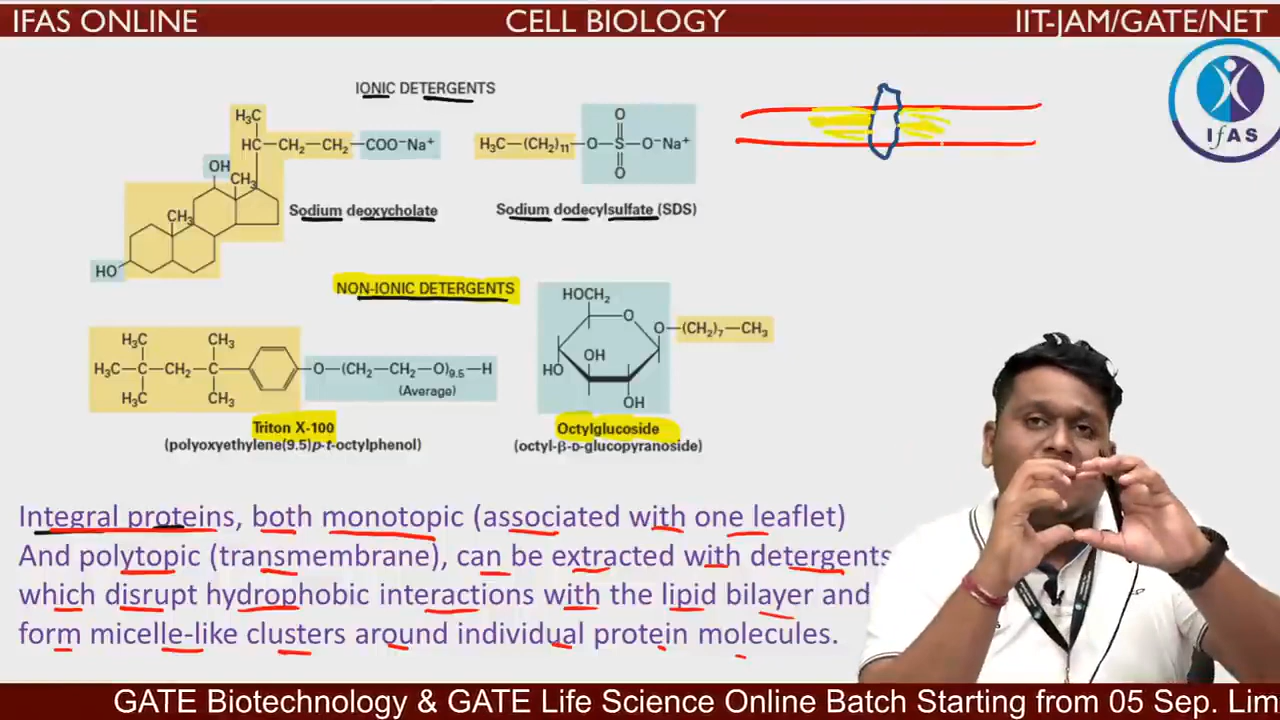 IFAS ONLINE
CELL BIOLOGY
IIT-JAM/GATE/NET
IfAS
IONIC DETERGENTS
H₃C
HC—CH₂—CH₂—COO⁻Na⁺
OH
CH₃
CH₃
HO
Sodium deoxycholate
O
H₃C—(CH₂)₁₁—O—S—O⁻Na⁺
O
Sodium dodecylsulfate (SDS)
NON-IONIC DETERGENTS
H₃C CH₃
H₃C—C—CH₂—C—O—(CH₂—CH₂—O)₉.₅—H
(Average)
H₃C CH₃
Triton X-100
(polyoxyethylene(9.5)p-t-octylphenol)
HOCH₂
O
O—(CH₂)₇—CH₃
OH
HO
OH
Octylglucoside
(octyl-β-D-glucopyranoside)
Integral proteins, both monotopic (associated with one leaflet)
And polytopic (transmembrane), can be extracted with detergents
which disrupt hydrophobic interactions with the lipid bilayer and
form micelle-like clusters around individual protein molecules.
GATE Biotechnology & GATE Life Science Online Batch Starting from 05 Sep. Lim